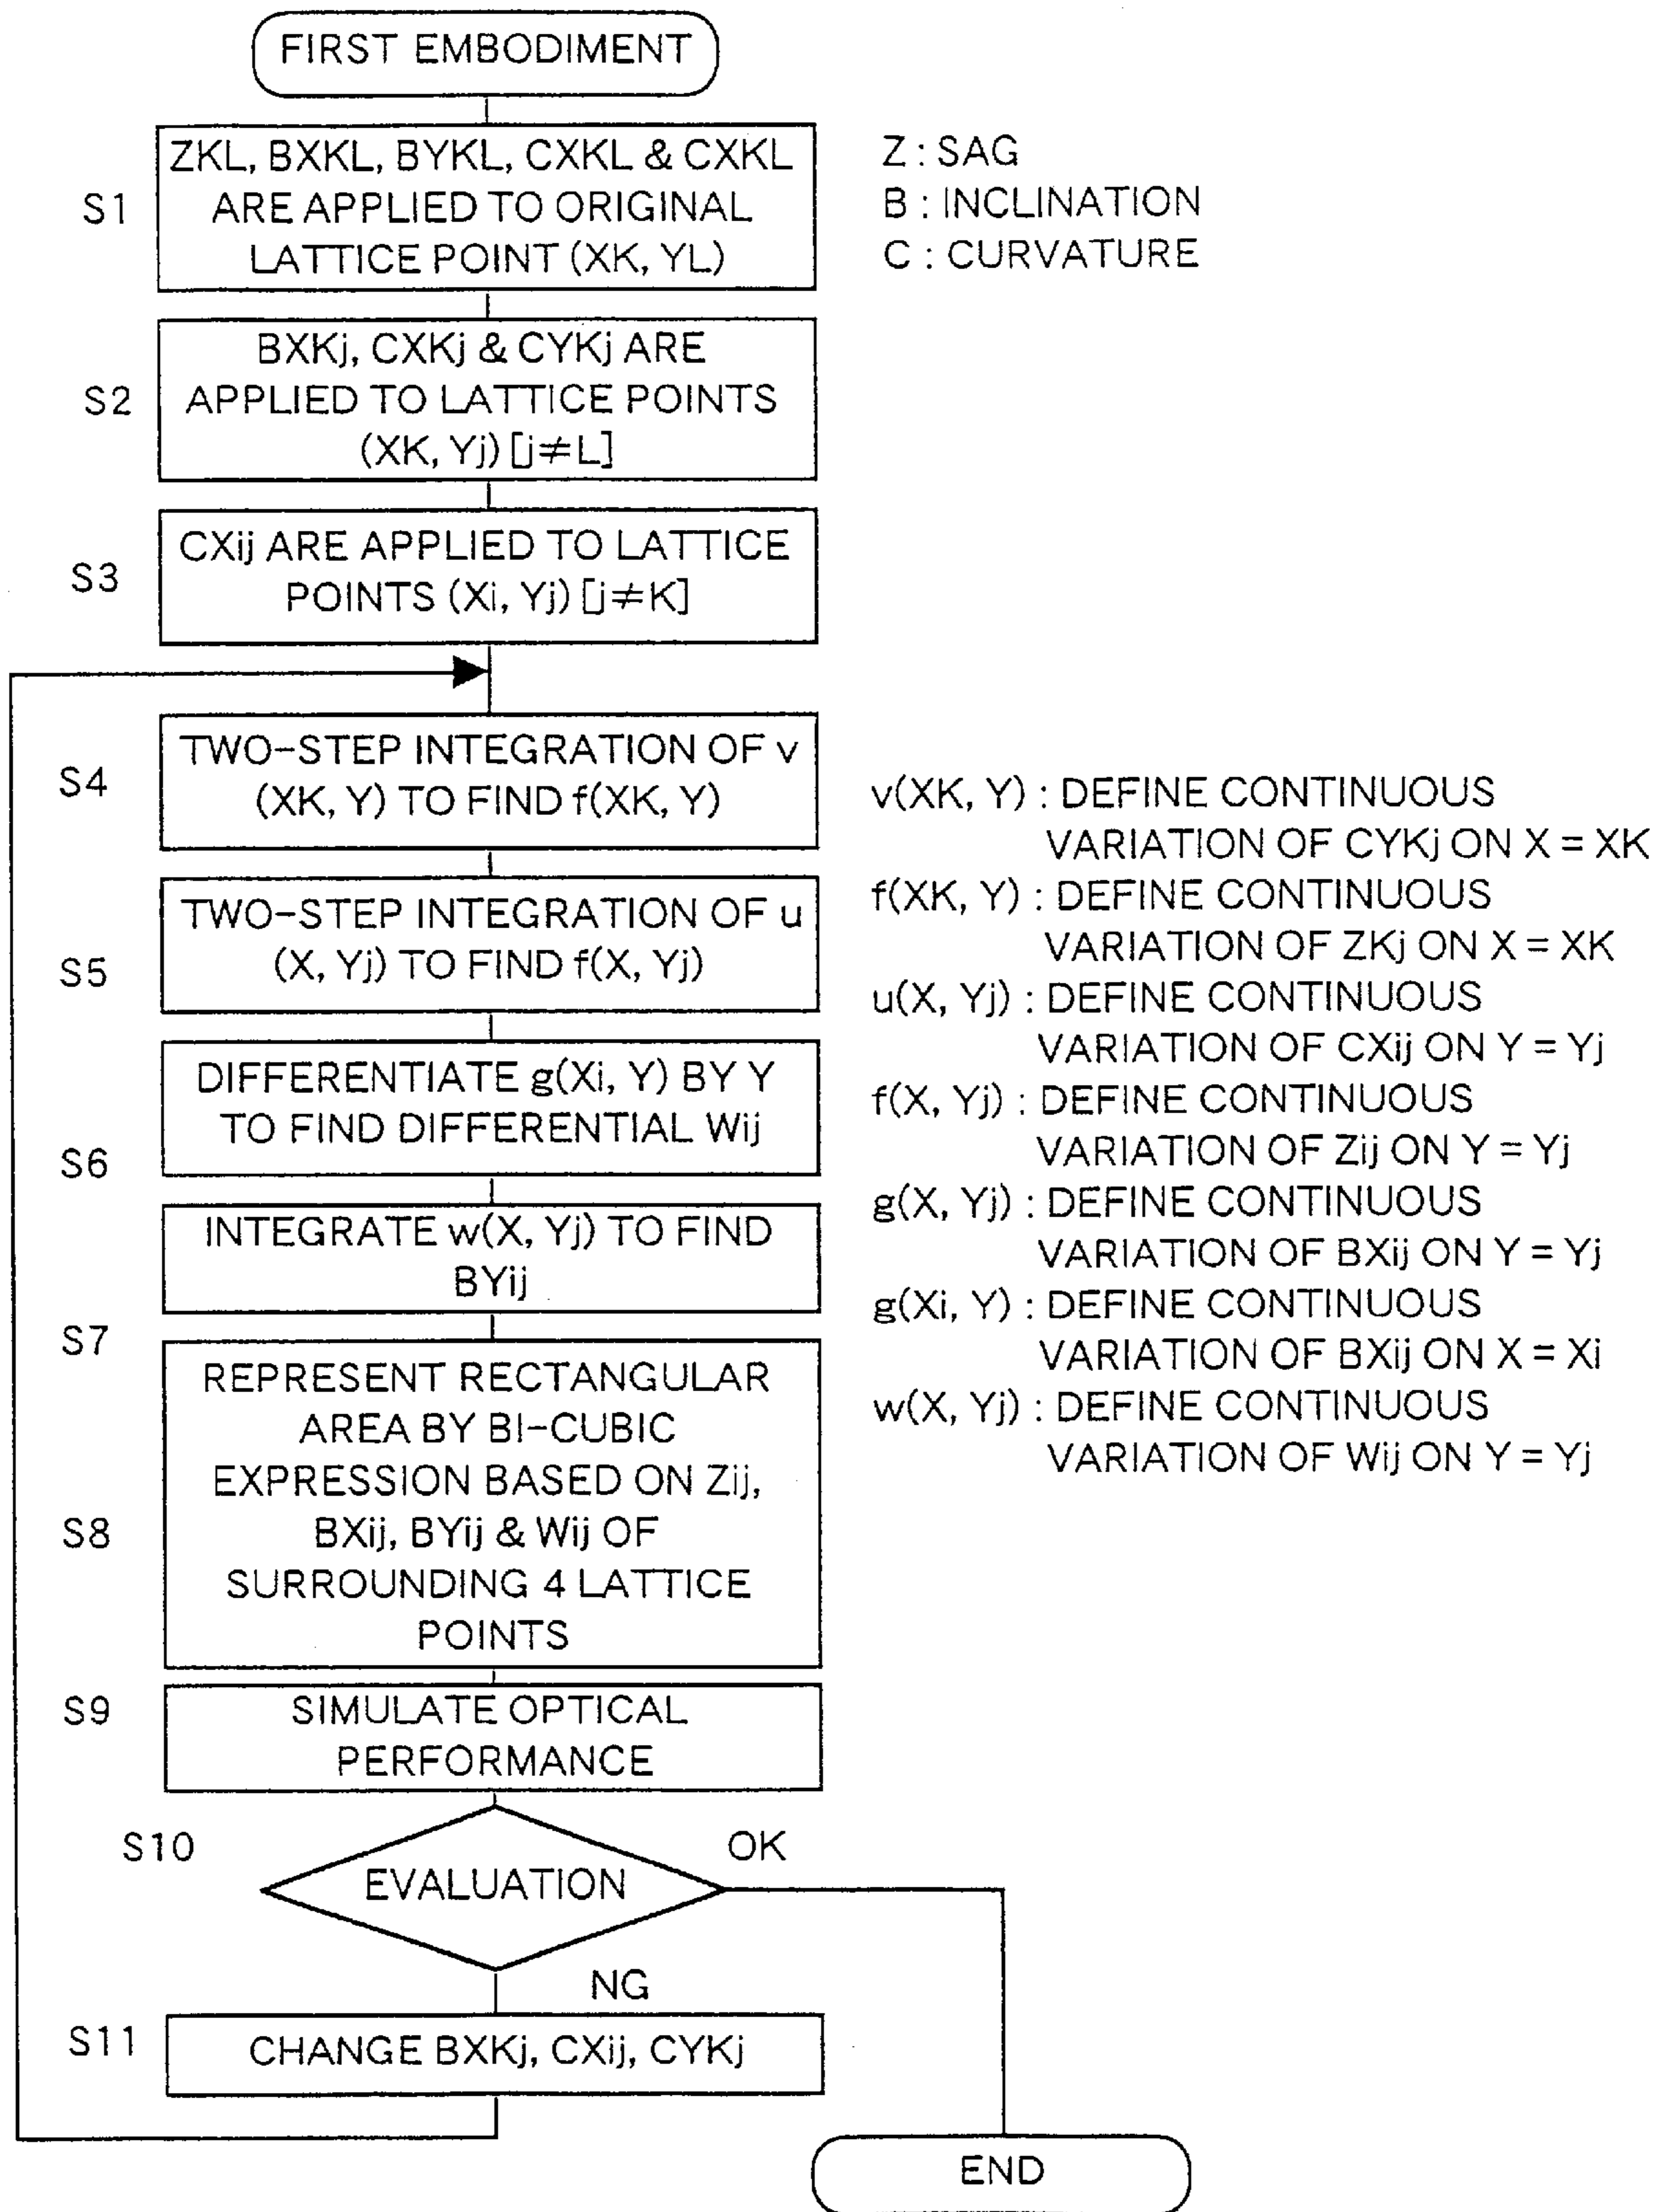 FIRST EMBODIMENT
S1
ZKL, BXKL, BYKL, CXKL & CXKL
ARE APPLIED TO ORIGINAL
LATTICE POINT (XK, YL)
Z : SAG
B : INCLINATION
C : CURVATURE
S2
BXKj, CXKj & CYKj ARE
APPLIED TO LATTICE POINTS
(XK, Yj) [j≠L]
S3
CXij ARE APPLIED TO LATTICE
POINTS (Xi, Yj) [j≠K]
S4
TWO-STEP INTEGRATION OF v
(XK, Y) TO FIND f(XK, Y)
S5
TWO-STEP INTEGRATION OF u
(X, Yj) TO FIND f(X, Yj)
S6
DIFFERENTIATE g(Xi, Y) BY Y
TO FIND DIFFERENTIAL Wij
S7
INTEGRATE w(X, Yj) TO FIND
BYij
S8
REPRESENT RECTANGULAR
AREA BY BI-CUBIC
EXPRESSION BASED ON Zij,
BXij, BYij & Wij OF
SURROUNDING 4 LATTICE
POINTS
v(XK, Y) : DEFINE CONTINUOUS
VARIATION OF CYKj ON X = XK
f(XK, Y) : DEFINE CONTINUOUS
VARIATION OF ZKj ON X = XK
u(X, Yj) : DEFINE CONTINUOUS
VARIATION OF CXij ON Y = Yj
f(X, Yj) : DEFINE CONTINUOUS
VARIATION OF Zij ON Y = Yj
g(X, Yj) : DEFINE CONTINUOUS
VARIATION OF BXij ON Y = Yj
g(Xi, Y) : DEFINE CONTINUOUS
VARIATION OF BXij ON X = Xi
w(X, Yj) : DEFINE CONTINUOUS
VARIATION OF Wij ON Y = Yj
S9
SIMULATE OPTICAL
PERFORMANCE
S10
EVALUATION
OK
NG
S11
CHANGE BXKj, CXij, CYKj
END